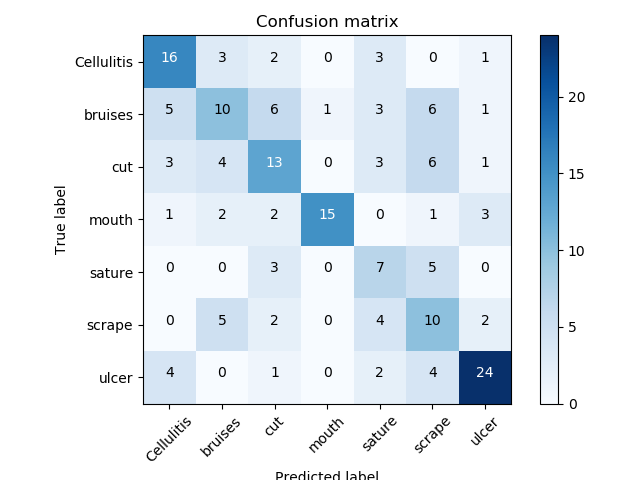 Confusion matrix
Cellulitis 16 3 2 0 3 0 1
bruises 5 10 6 1 3 6 1
cut 3 4 13 0 3 6 1
mouth 1 2 2 15 0 1 3
sature 0 0 3 0 7 5 0
scrape 0 5 2 0 4 10 2
ulcer 4 0 1 0 2 4 24
Cellulitis bruises cut mouth sature scrape ulcer
True label
Predicted label
20
15
10
5
0